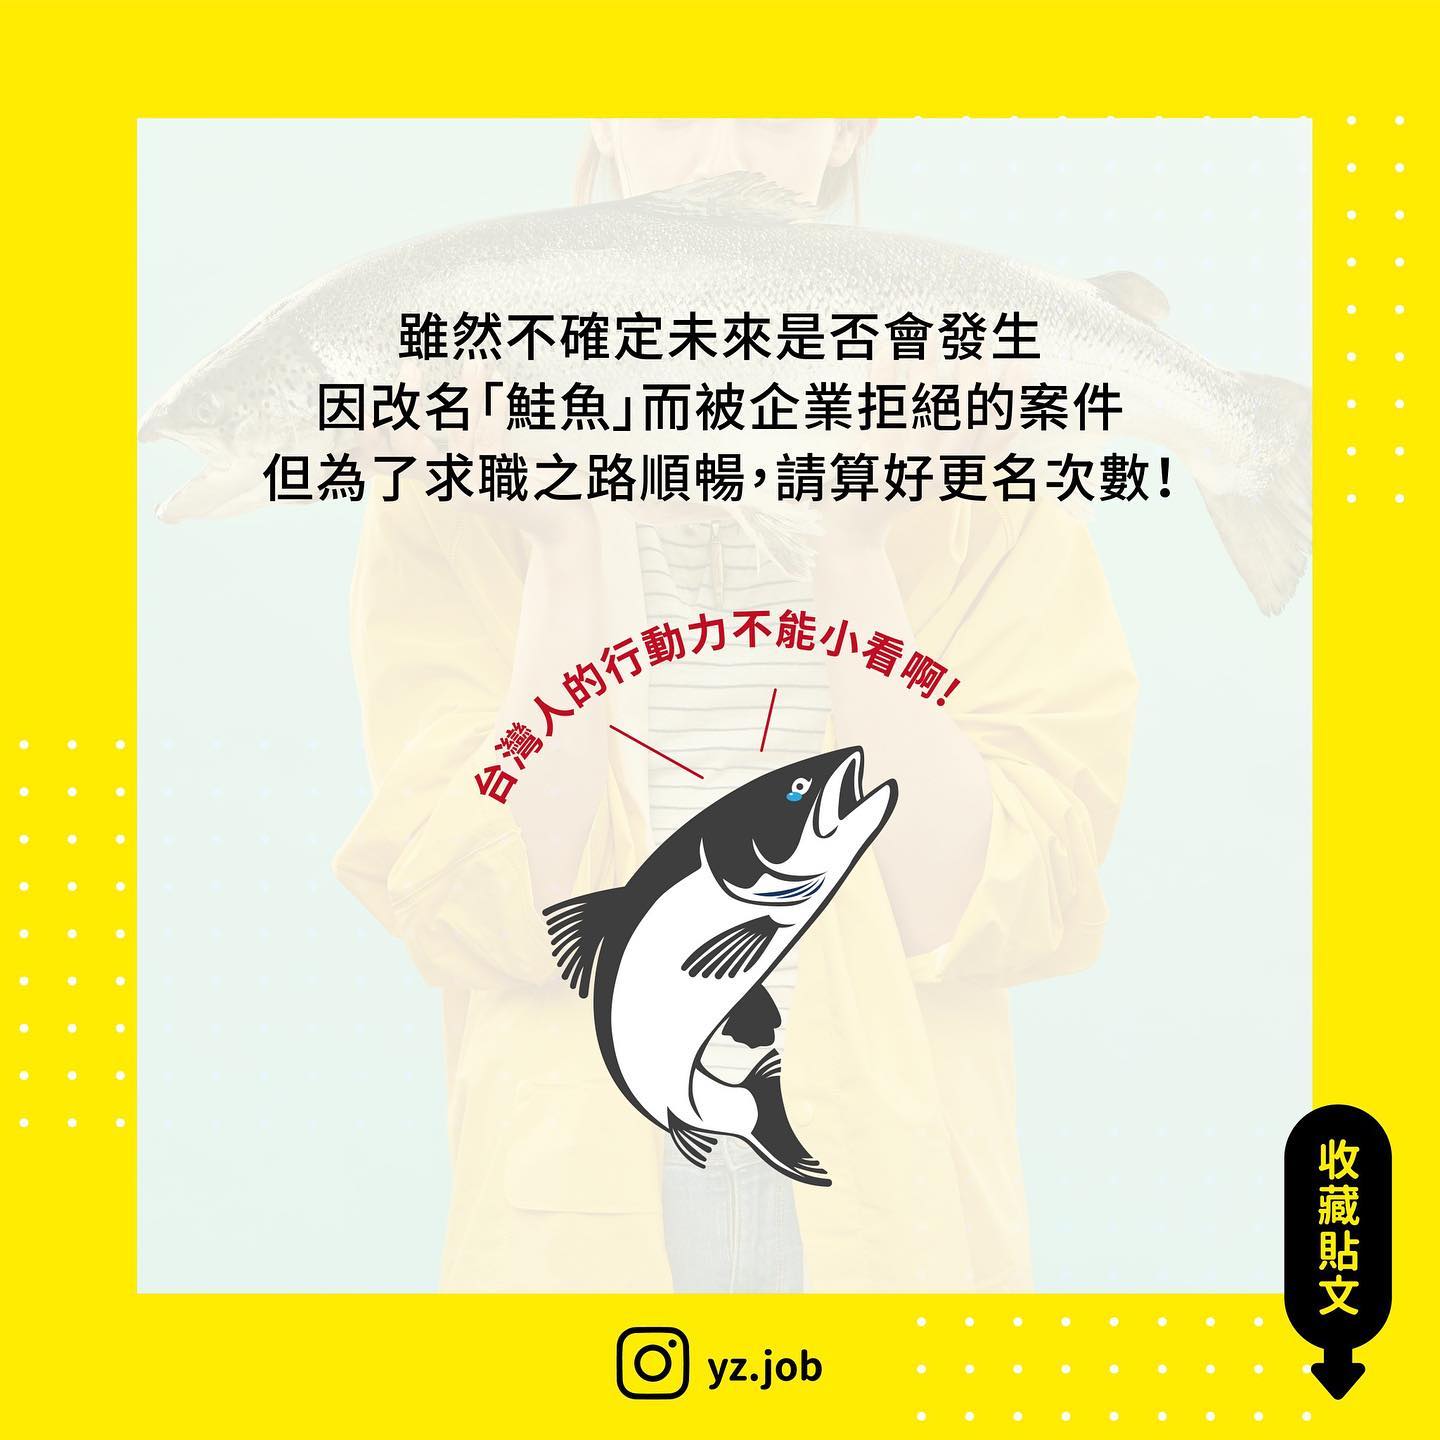 雖然不確定未來是否會發生
因改名「鮭魚」而被企業拒絕的案件
但為了求職之路順暢，請算好更名次數！
台灣人的行動力不能小看啊！
收藏貼文
yz.job